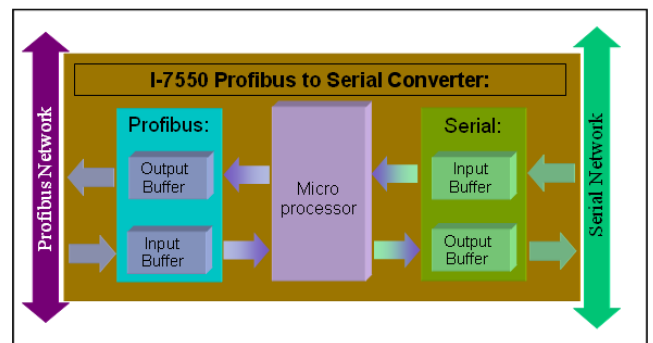 I-7550 Profibus to Serial Converter:
Profibus Network
Profibus:
Output
Buffer
Input
Buffer
Micro
processor
Serial:
Input
Buffer
Output
Buffer
Serial Network